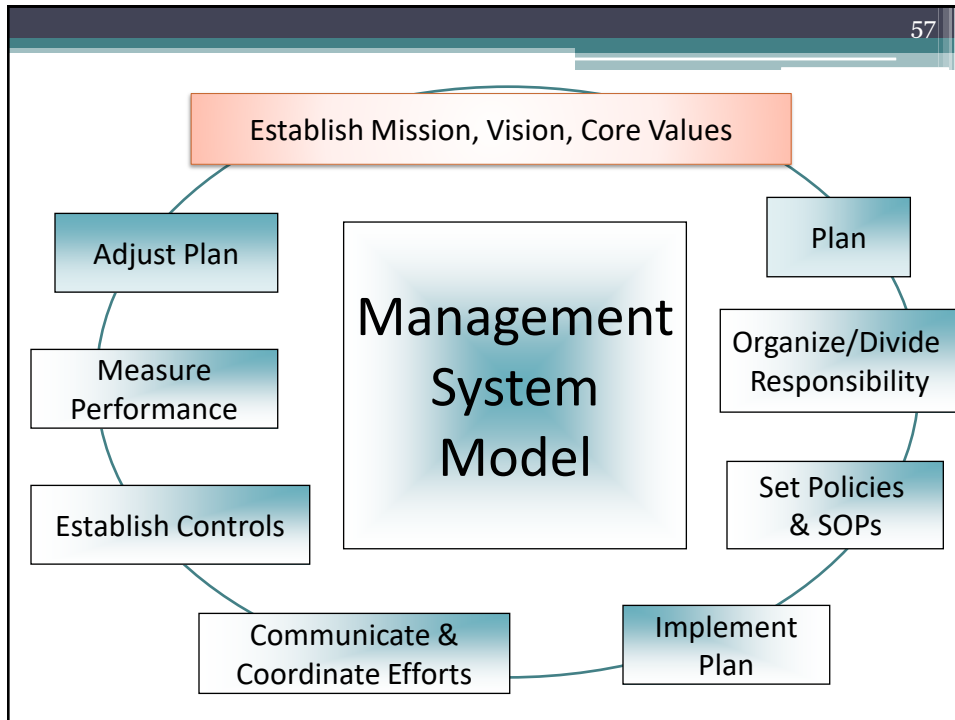 57
Establish Mission, Vision, Core Values
Plan
Organize/Divide
Responsibility
Set Policies
& SOPs
Implement
Plan
Communicate &
Coordinate Efforts
Establish Controls
Measure
Performance
Adjust Plan
Management
System
Model